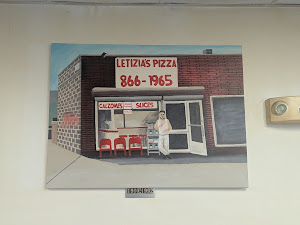 LETIZIA'S PIZZA
866-1965
CALZONES
SLICES